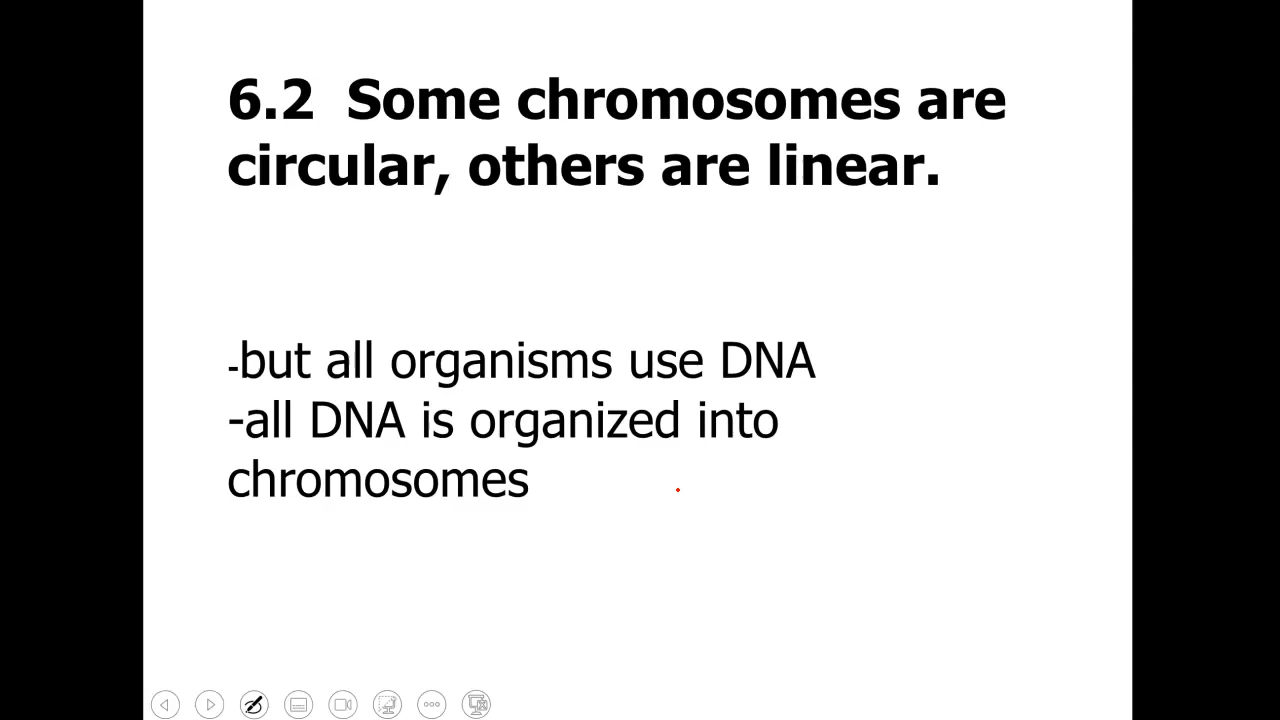 6.2  Some chromosomes are
circular, others are linear.
-but all organisms use DNA
-all DNA is organized into
chromosomes